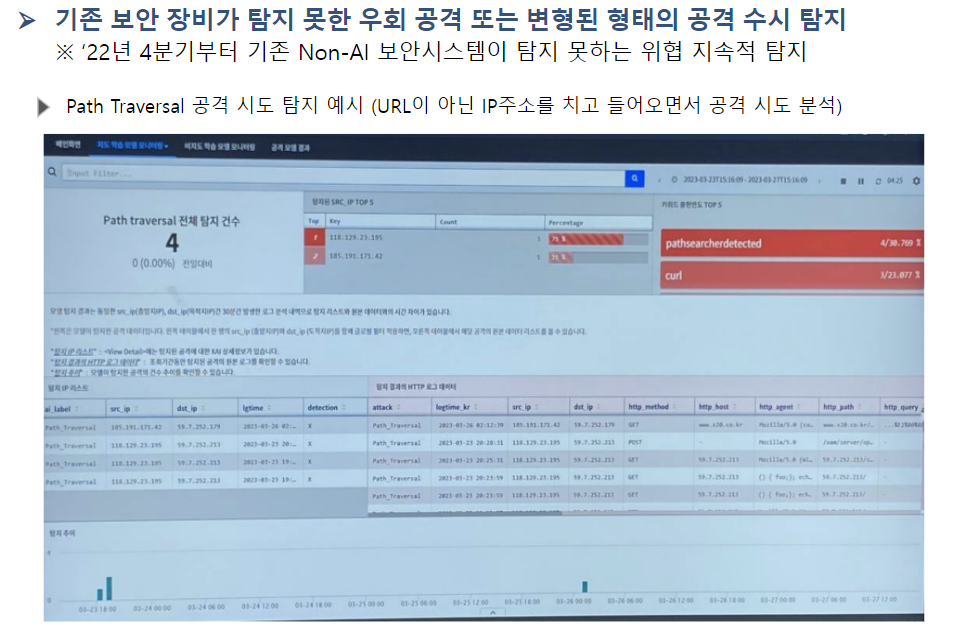 ➤ 기존 보안 장비가 탐지 못한 우회 공격 또는 변형된 형태의 공격 수시 탐지
※ ‘22년 4분기부터 기존 Non-AI 보안시스템이 탐지 못하는 위협 지속적 탐지
▶ Path Traversal 공격 시도 탐지 예시 (URL이 아닌 IP주소를 치고 들어오면서 공격 시도 분석)
메인화면 지도 학습 모델 모니터링 비지도 학습 모델 모니터링 공격 모델 결과
Input Filter...
2023-03-23T15:16:09 - 2023-03-27T15:16:09 04:25
Path traversal 전체 탐지 건수
4
0 (0.00%) 전일대비
탐지된 SRC_IP TOP 5
Top Key Count Percentage
1 118.129.23.195 3 75 %
2 185.191.171.42 1 25 %
키워드 출현빈도 TOP 5
pathsearcherdetected 4/30.769 %
curl 3/23.077 %
모델 탐지 결과는 동일한 src_ip(출발지IP), dst_ip(목적지IP)간 30분간 발생한 로그 분석 내역으로 탐지 리스트와 원본 데이터와의 시간 차이가 있습니다.
"탐지 IP 리스트" : <View Detail>에는 탐지된 공격에 대한 XAI 상세정보가 있습니다.
"탐지 결과의 HTTP 로그 데이터" : 조회기간동안 탐지된 공격의 원본 로그를 확인할 수 있습니다.
"탐지 추이" : 모델이 탐지된 공격의 건수 추이를 확인할 수 있습니다.
탐지 IP 리스트
ai_label src_ip dst_ip lgtime detection
Path_Traversal 185.191.171.42 59.7.252.179 2023-03-26 02:... X
Path_Traversal 118.129.23.195 59.7.252.213 2023-03-23 20:... X
Path_Traversal 118.129.23.195 59.7.252.213 2023-03-23 19:... X
Path_Traversal 118.129.23.195 59.7.252.213 2023-03-23 19:... X
탐지 결과의 HTTP 로그 데이터
attack logtime_kr src_ip dst_ip http_method http_host http_agent http_path http_query
Path_Traversal 2023-03-26 02:12:39 185.191.171.42 59.7.252.179 GET Mozilla/5.0
Path_Traversal 2023-03-23 20:28:31 118.129.23.195 59.7.252.213 POST - Mozilla/5.0
Path_Traversal 2023-03-23 20:25:31 118.129.23.195 59.7.252.213 GET 59.7.252.213 Mozilla/5.0
Path_Traversal 2023-03-23 20:23:59 118.129.23.195 59.7.252.213 GET 59.7.252.213 () { foo;}; ech... 59.7.252.213/ -
Path_Traversal 2023-03-23 20:23:59 118.129.23.195 59.7.252.213 GET 59.7.252.213 () { foo;}; ech... 59.7.252.213/ -
탐지 추이
4
0
03-23 18:00 03-24 00:00 03-24 06:00 03-24 12:00 03-24 18:00 03-25 00:00 03-25 06:00 03-25 12:00 03-25 18:00 03-26 00:00 03-26 06:00 03-26 12:00 03-26 18:00 03-27 00:00 03-27 06:00 03-27 12:00